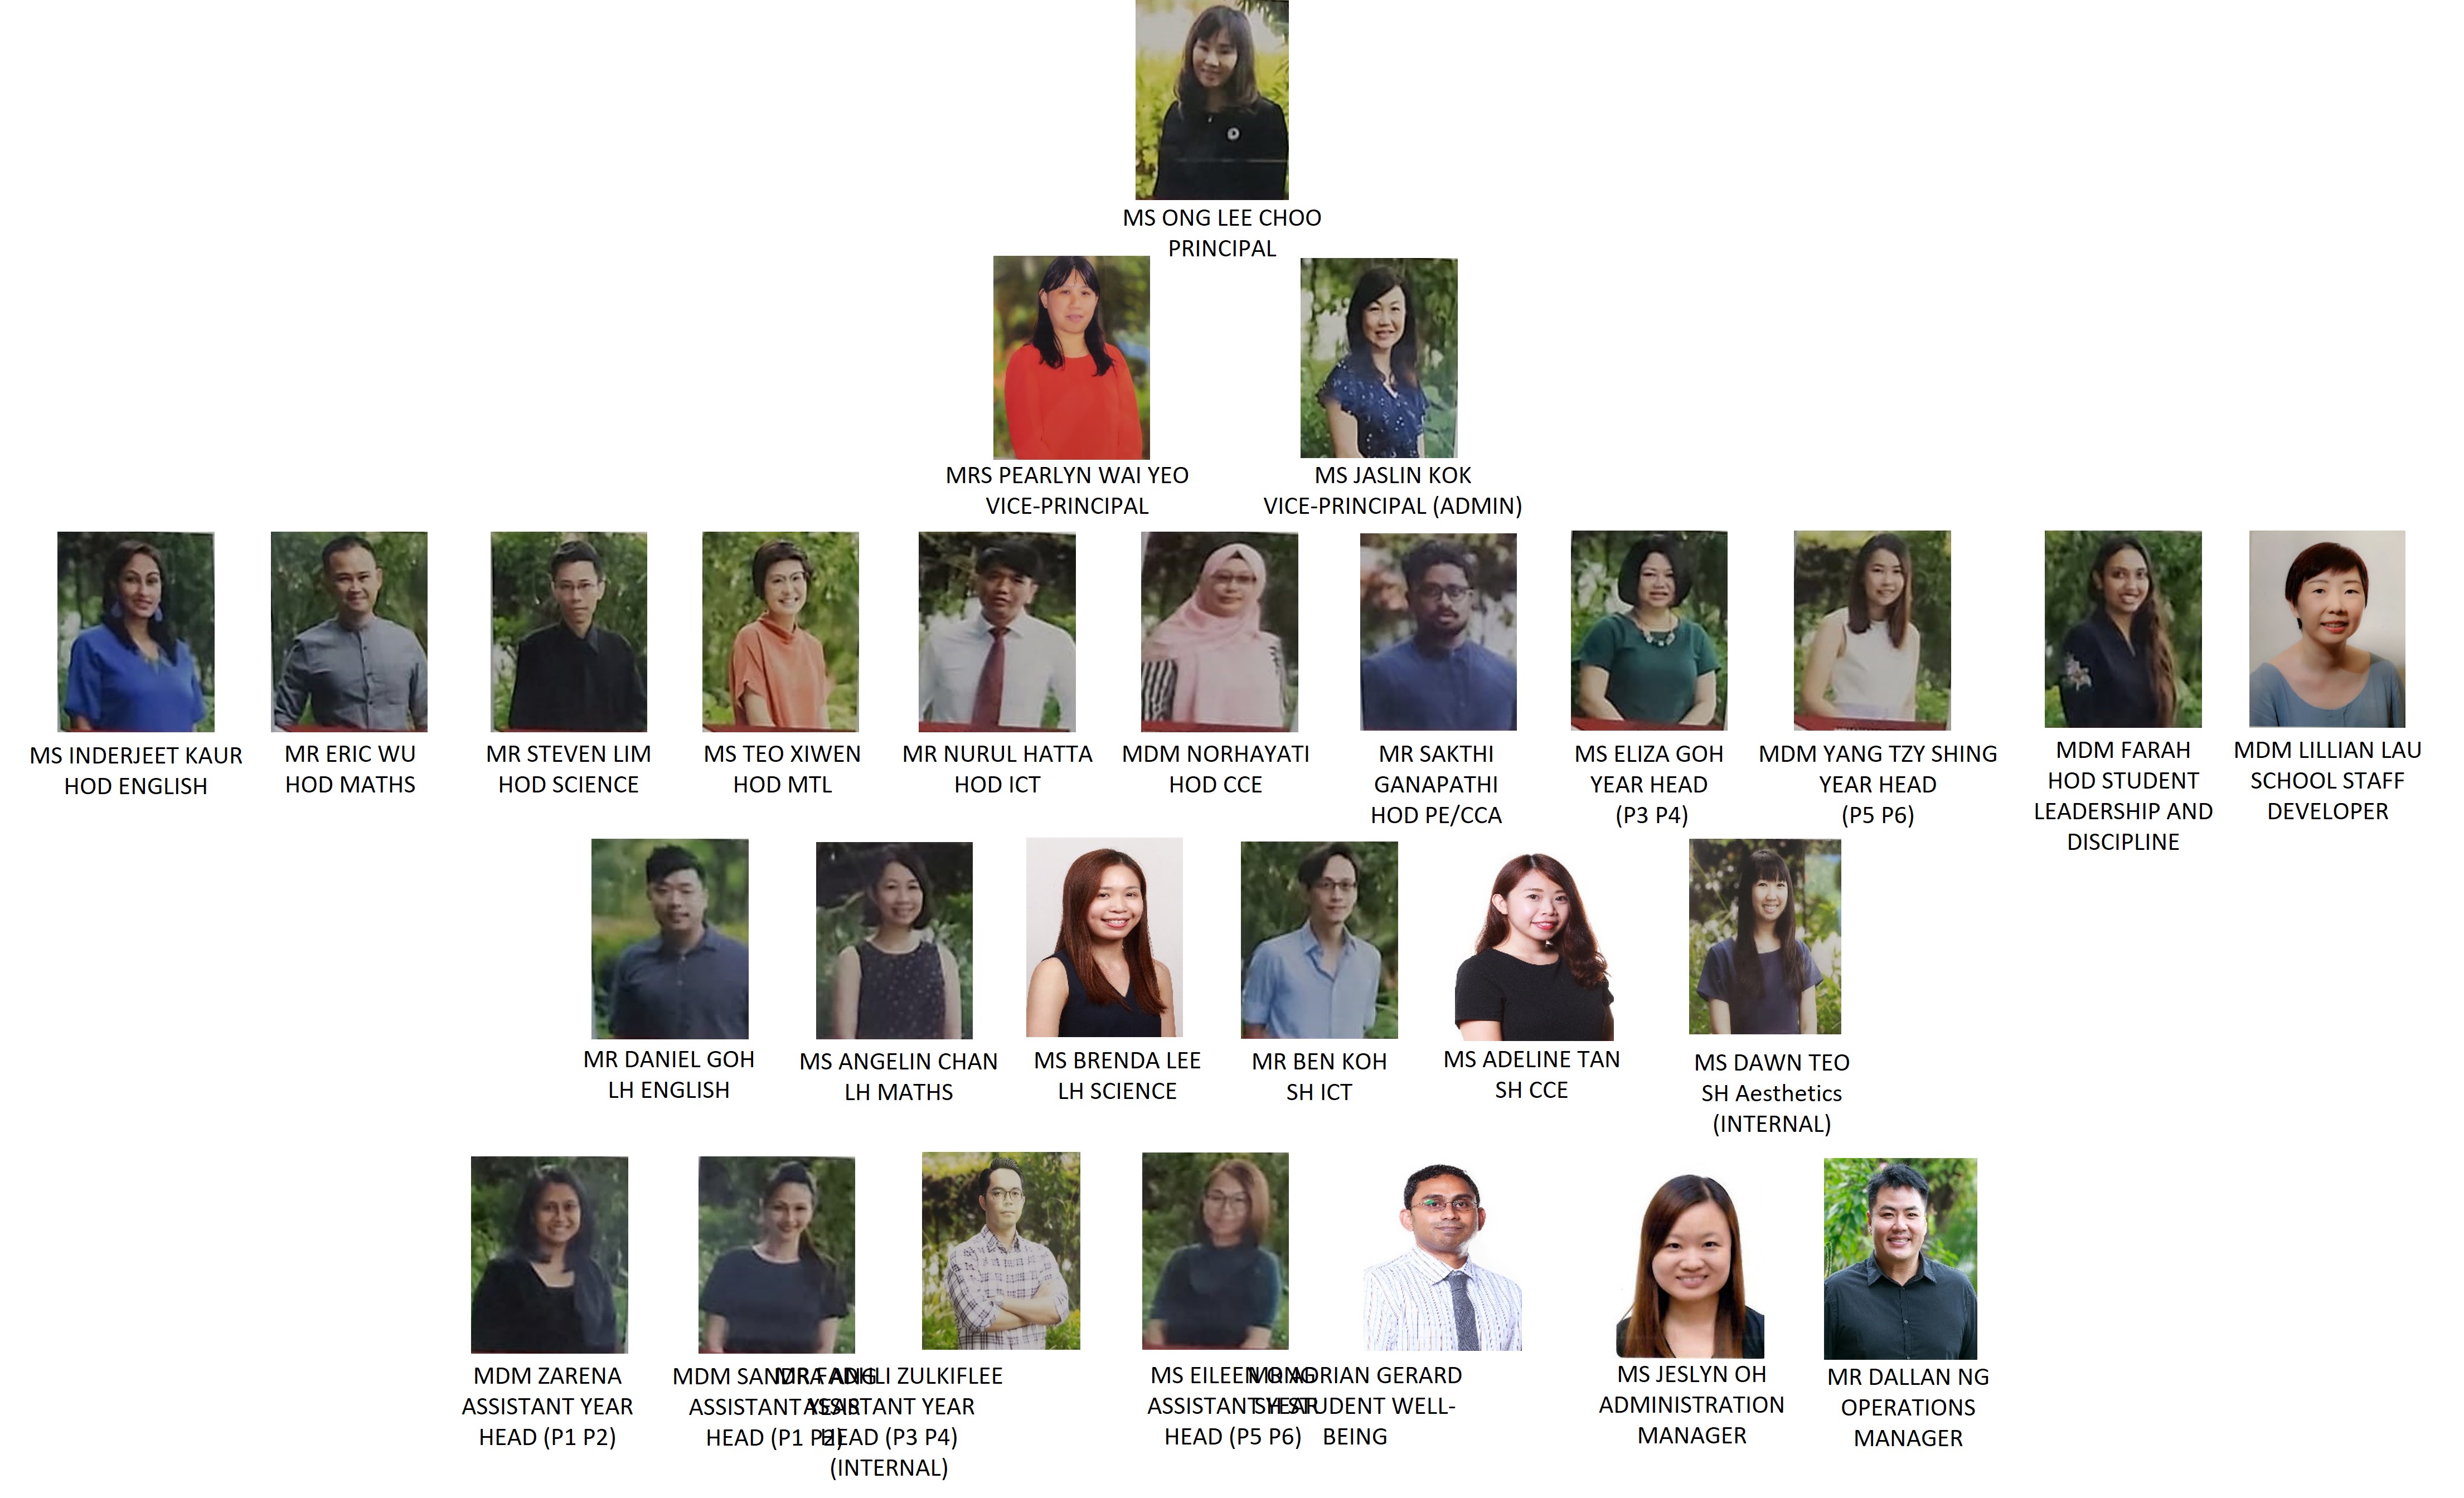 MS ONG LEE CHOO
PRINCIPAL
MRS PEARLYN WAI YEO
VICE-PRINCIPAL
MS JASLIN KOK
VICE-PRINCIPAL (ADMIN)
MS INDERJEET KAUR
HOD ENGLISH
MR ERIC WU
HOD MATHS
MR STEVEN LIM
HOD SCIENCE
MS TEO XIWEN
HOD MTL
MR NURUL HATTA
HOD ICT
MDM NORHAYATI
HOD CCE
MR SAKTHI
GANAPATHI
HOD PE/CCA
MS ELIZA GOH
YEAR HEAD
(P3 P4)
MDM YANG TZY SHING
YEAR HEAD
(P5 P6)
MDM FARAH
HOD STUDENT
LEADERSHIP AND
DISCIPLINE
MDM LILLIAN LAU
SCHOOL STAFF
DEVELOPER
MR DANIEL GOH
LH ENGLISH
MS ANGELIN CHAN
LH MATHS
MS BRENDA LEE
LH SCIENCE
MR BEN KOH
SH ICT
MS ADELINE TAN
SH CCE
MS DAWN TEO
SH Aesthetics
(INTERNAL)
MDM ZARENA
ASSISTANT YEAR
HEAD (P1 P2)
MDM SANDRA ANG
ASSISTANT YEAR
HEAD (P1 P2)
MR FADHLI ZULKIFLEE
ASSISTANT YEAR
HEAD (P3 P4)
(INTERNAL)
MS EILEEN ONG
ASSISTANT YEAR
HEAD (P5 P6)
MR ADRIAN GERARD
SH STUDENT WELL-
BEING
MS JESLYN OH
ADMINISTRATION
MANAGER
MR DALLAN NG
OPERATIONS
MANAGER